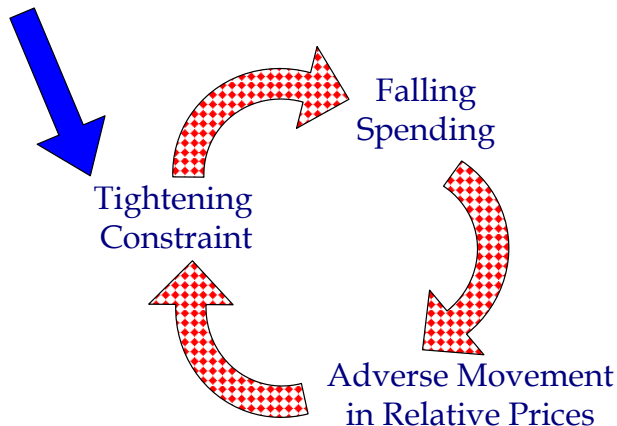 Falling
Spending
Tightening
Constraint
Adverse Movement
in Relative Prices